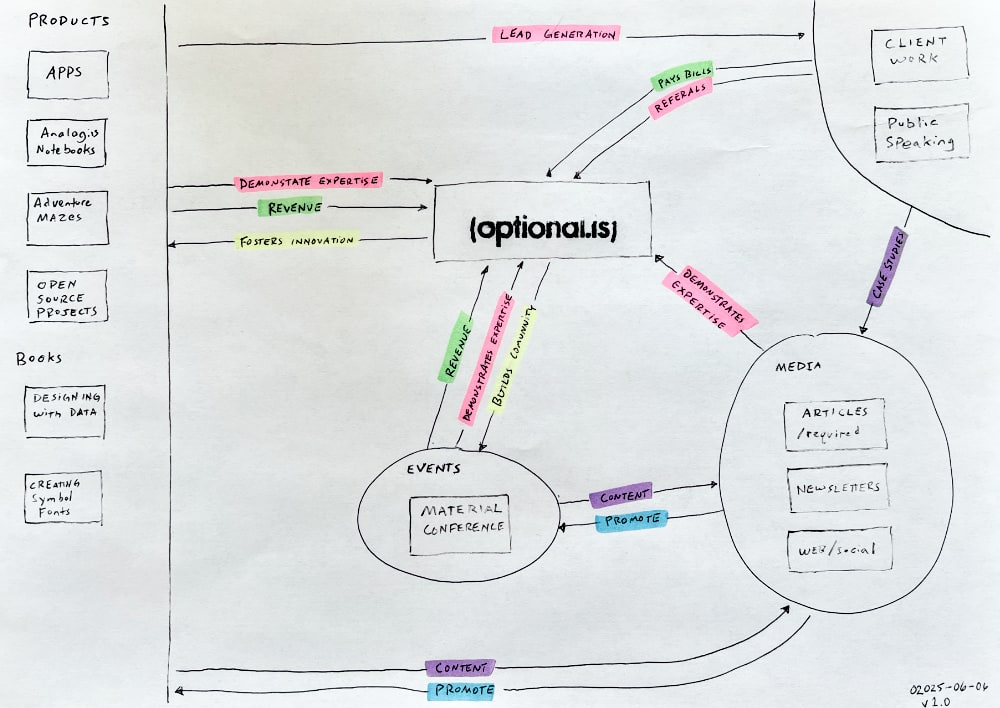 PRODUCTS
APPS
Analog.is
Notebooks
Adventure
MAZES
OPEN
SOURCE
PROJECTS
Books
DESIGNING
with DATA
CREATING
Symbol
Fonts
LEAD GENERATION
CLIENT
WORK
Public
SPeaking
PAYS BILLS
REFERALS
DEMONSTATE EXPERTISE
REVENUE
FOSTERS INNOVATION
{optional.is}
CASE STUDIES
DEMONSTRATES
EXPERTISE
REVENUE
DEMONSTRATES EXPERTISE
BUILDS COMUNITY
MEDIA
ARTICLES
/required
NEWSLETTERS
WEB/Social
EVENTS
MATERIAL
CONFERENCE
CONTENT
PROMOTE
CONTENT
PROMOTE
02025-06-06
v 1.0